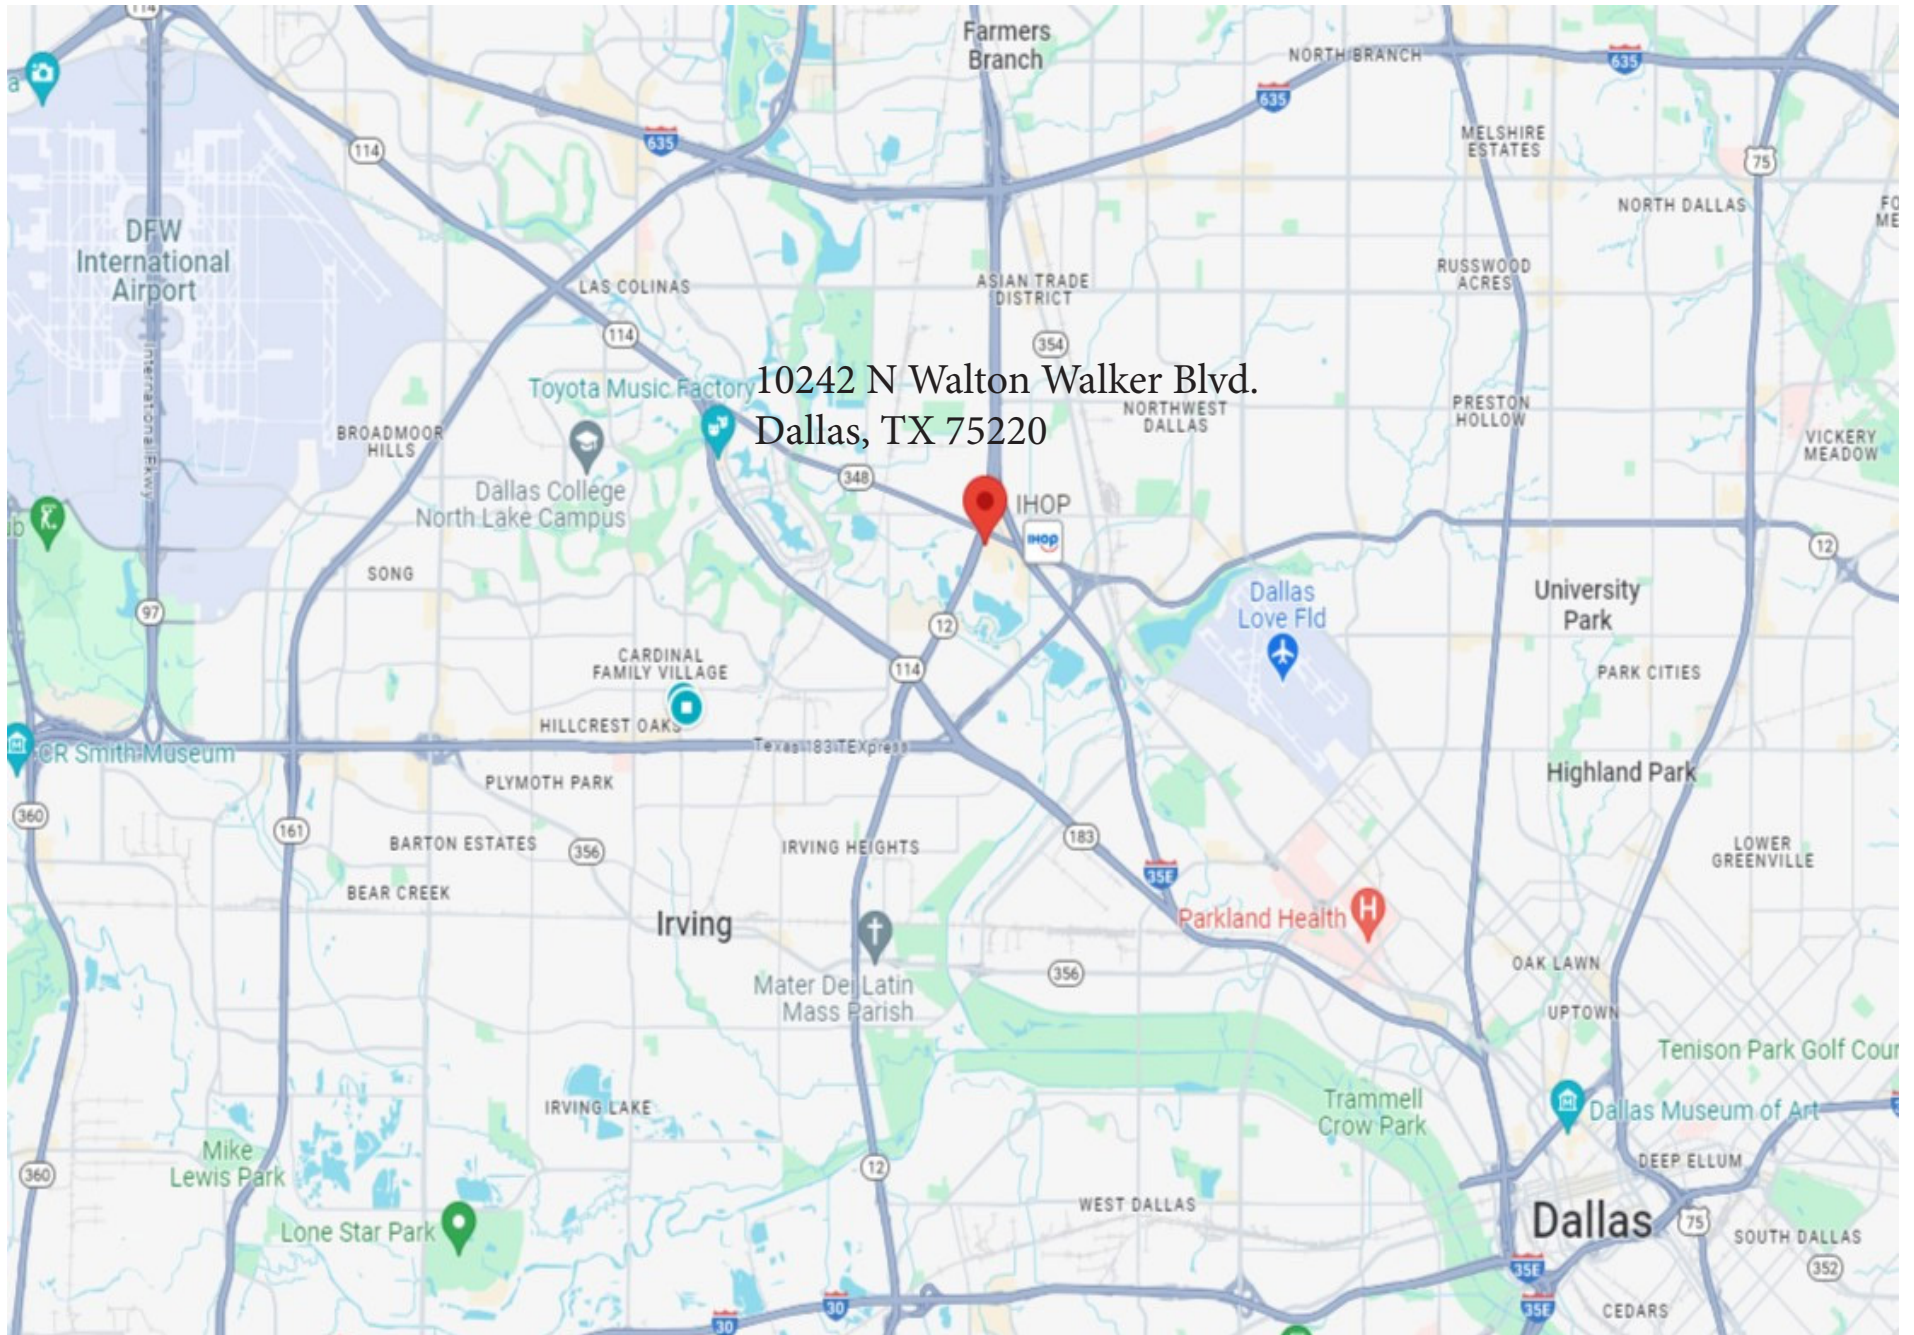 114
Farmers
Branch
NORTH BRANCH
635
635
635
114
MELSHIRE
ESTATES
75
NORTH DALLAS
FO
ME
DFW
International
Airport
LAS COLINAS
ASIAN TRADE
DISTRICT
RUSSWOOD
ACRES
114
354
International Pkwy
Toyota Music Factory
10242 N Walton Walker Blvd.
Dallas, TX 75220
NORTHWEST
DALLAS
PRESTON
HOLLOW
BROADMOOR
HILLS
VICKERY
MEADOW
348
Dallas College
North Lake Campus
IHOP
IHOP
12
SONG
97
Dallas
Love Fld
University
Park
12
CARDINAL
FAMILY VILLAGE
114
PARK CITIES
HILLCREST OAKS
Texas 183 TEXpress
CR Smith Museum
PLYMOTH PARK
Highland Park
360
161
BARTON ESTATES
356
IRVING HEIGHTS
183
LOWER
GREENVILLE
35E
BEAR CREEK
Irving
Parkland Health
H
Mater Dei Latin
Mass Parish
356
OAK LAWN
UPTOWN
Tenison Park Golf Cour
IRVING LAKE
Trammell
Crow Park
Dallas Museum of Art
Mike
Lewis Park
360
12
DEEP ELLUM
WEST DALLAS
Dallas
75
SOUTH DALLAS
Lone Star Park
35E
352
30
30
35E
CEDARS